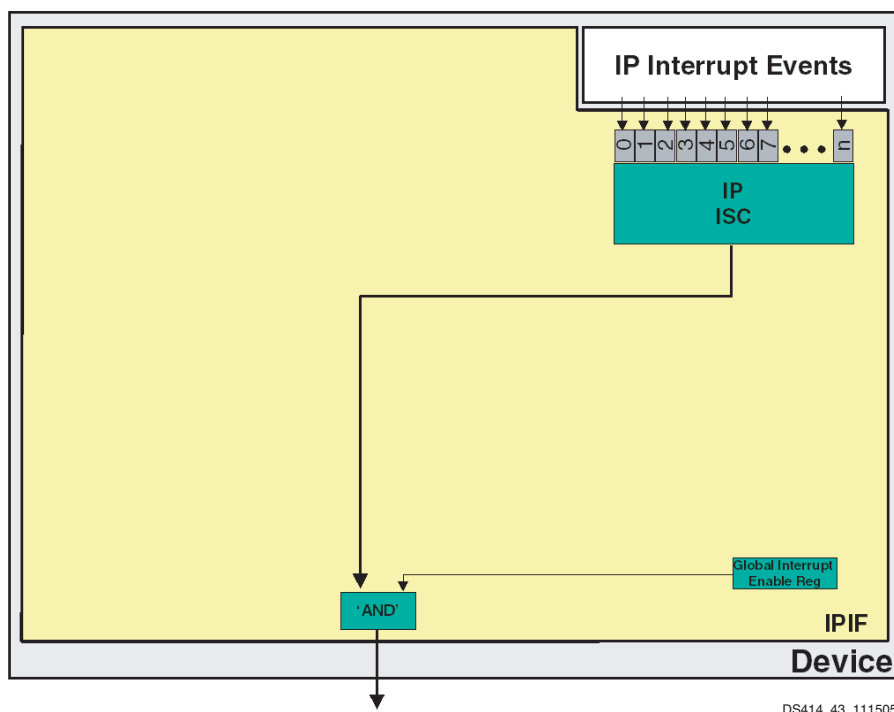 IP Interrupt Events
0 1 2 3 4 5 6 7 • • • n
IP
ISC
Global Interrupt
Enable Reg
'AND'
IPIF
Device
DS414_43_111505